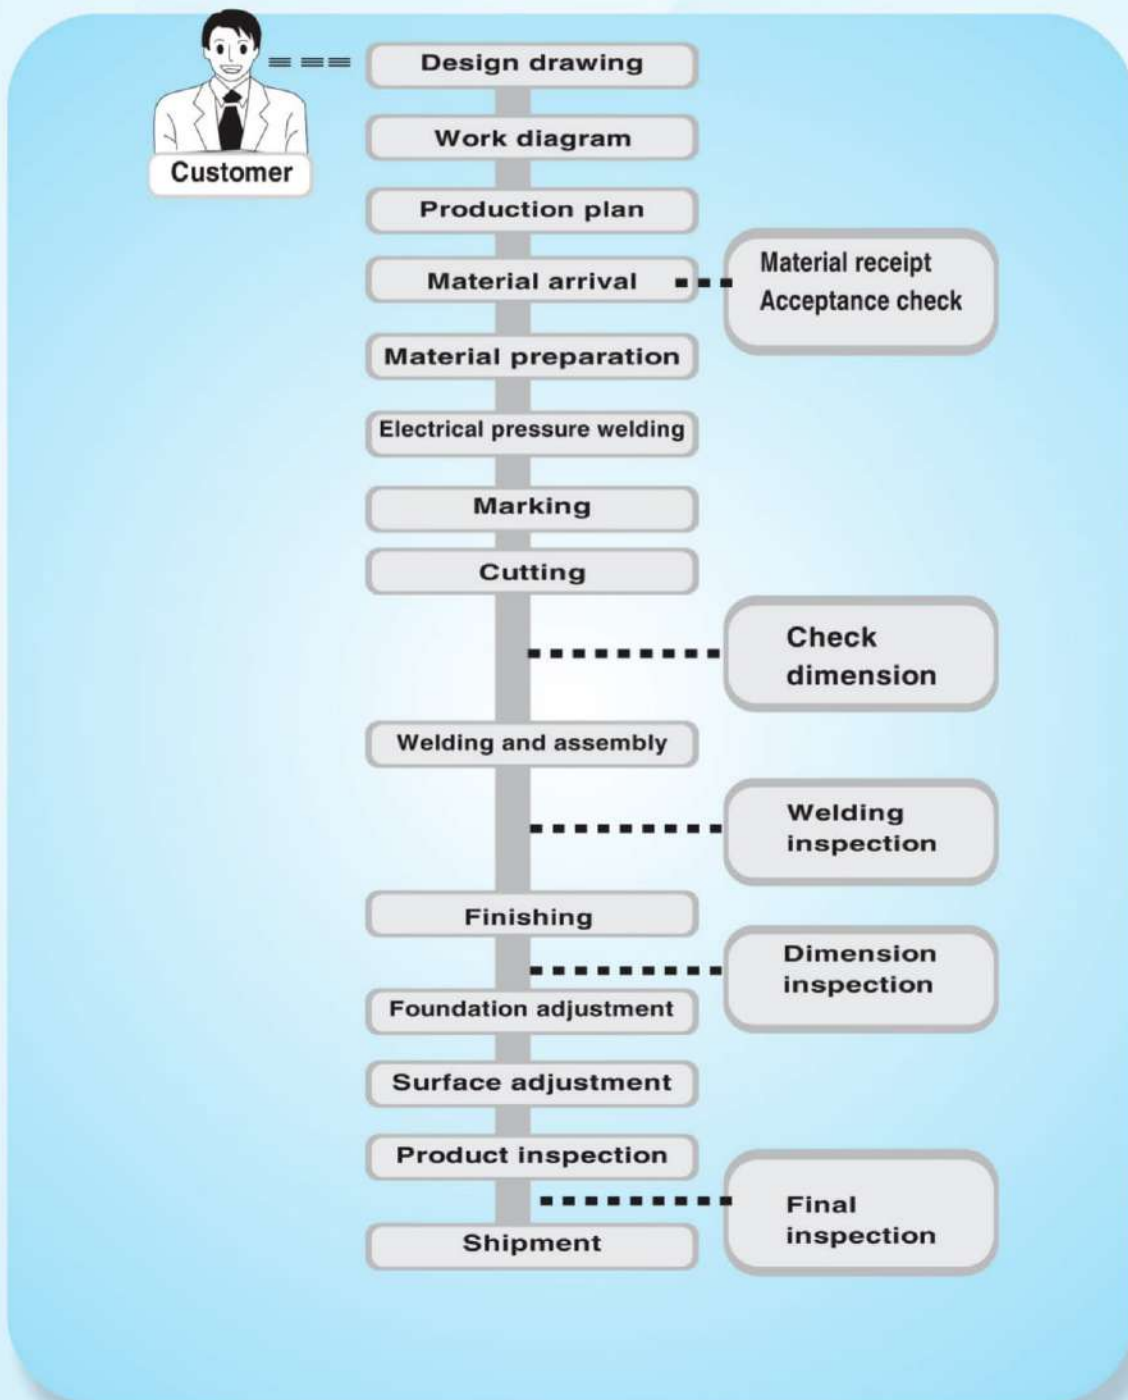 Customer
Design drawing
Work diagram
Production plan
Material arrival
Material receipt
Acceptance check
Material preparation
Electrical pressure welding
Marking
Cutting
Check
dimension
Welding and assembly
Welding
inspection
Finishing
Dimension
inspection
Foundation adjustment
Surface adjustment
Product inspection
Final
inspection
Shipment